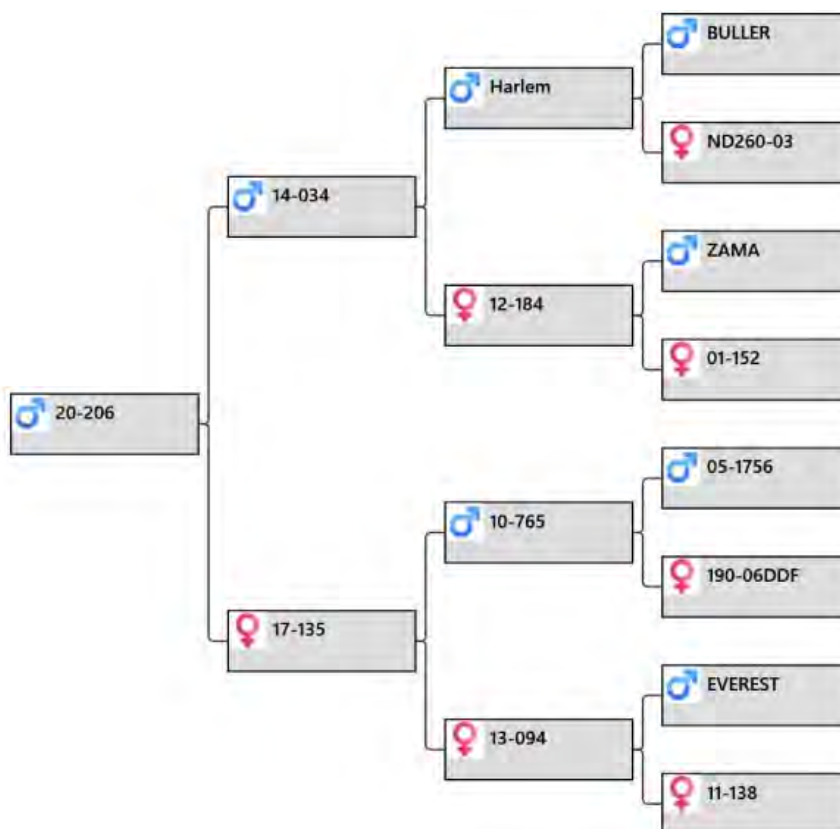 BULLER
Harlem
ND260-03
14-034
ZAMA
12-184
01-152
20-206
05-1756
10-765
190-06DDF
17-135
EVEREST
13-094
11-138